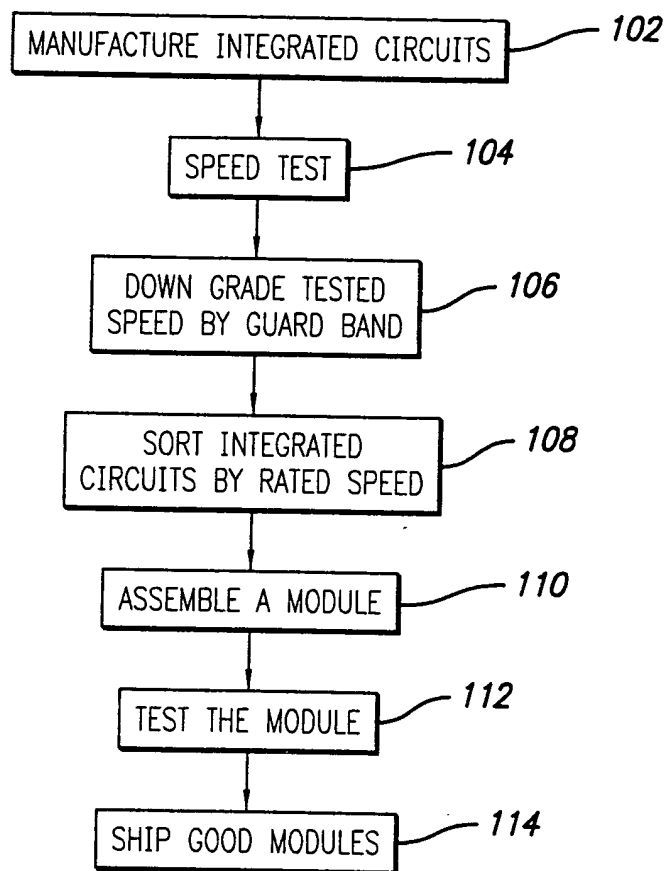 MANUFACTURE INTEGRATED CIRCUITS
102
SPEED TEST
104
DOWN GRADE TESTED
SPEED BY GUARD BAND
106
SORT INTEGRATED
CIRCUITS BY RATED SPEED
108
ASSEMBLE A MODULE
110
TEST THE MODULE
112
SHIP GOOD MODULES
114